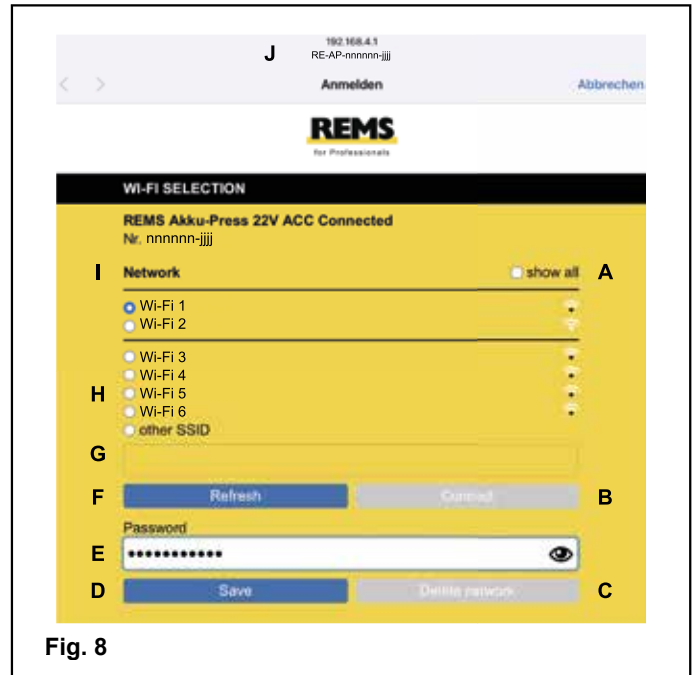 192.168.4.1
J RE-AP-nnnnnn-jjjj
< > Anmelden Abbrechen
REMS
for Professionals
WI-FI SELECTION
REMS Akku-Press 22V ACC Connected
Nr. nnnnnn-jjjj
I Network show all A
Wi-Fi 1
Wi-Fi 2
Wi-Fi 3
Wi-Fi 4
H Wi-Fi 5
Wi-Fi 6
other SSID
G
F Refresh Connect B
Password
E •••••••••••
D Save Delete network C
Fig. 8